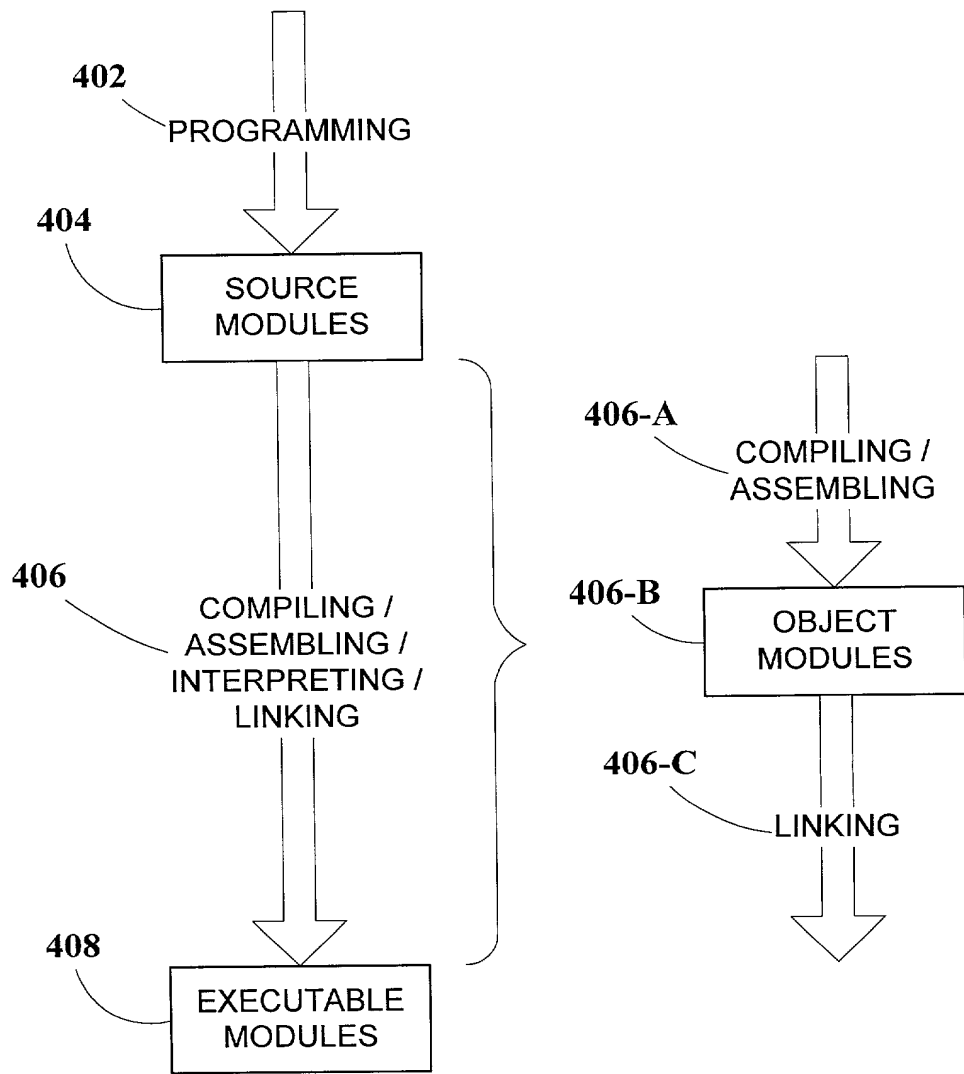 402
PROGRAMMING
404
SOURCE
MODULES
406
COMPILING /
ASSEMBLING /
INTERPRETING /
LINKING
408
EXECUTABLE
MODULES
406-A
COMPILING /
ASSEMBLING
406-B
OBJECT
MODULES
406-C
LINKING